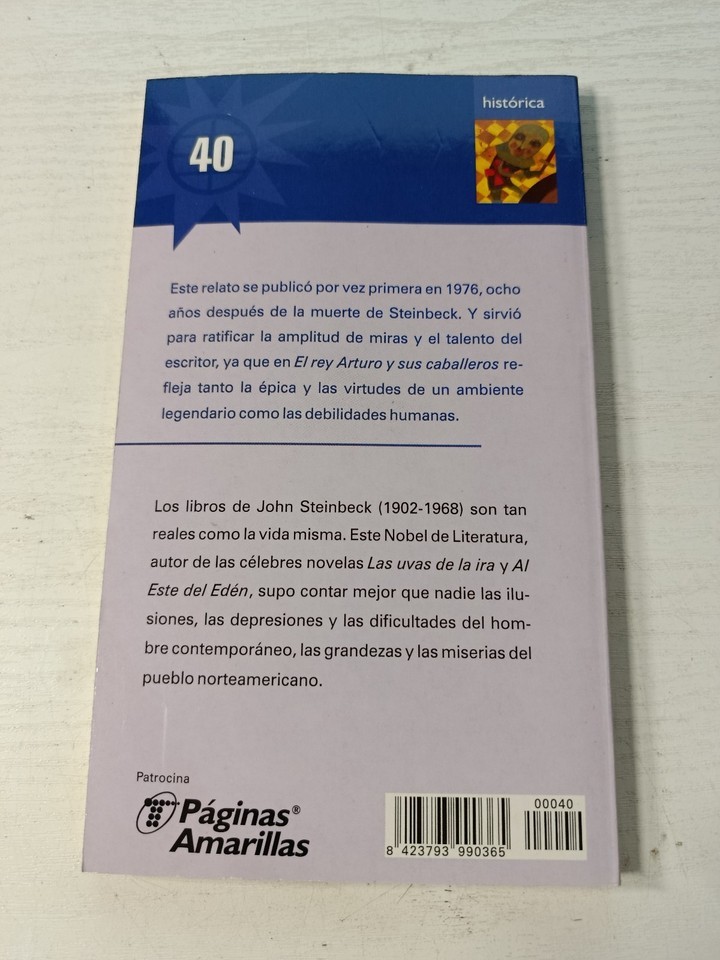 histórica
40
Este relato se publicó por vez primera en 1976, ocho
años después de la muerte de Steinbeck. Y sirvió
para ratificar la amplitud de miras y el talento del
escritor, ya que en El rey Arturo y sus caballeros re-
fleja tanto la épica y las virtudes de un ambiente
legendario como las debilidades humanas.
Los libros de John Steinbeck (1902-1968) son tan
reales como la vida misma. Este Nobel de Literatura,
autor de las célebres novelas Las uvas de la ira y Al
Este del Edén, supo contar mejor que nadie las ilu-
siones, las depresiones y las dificultades del hom-
bre contemporáneo, las grandezas y las miserias del
pueblo norteamericano.
Patrocina
Páginas®
Amarillas
00040
8 423793 990365